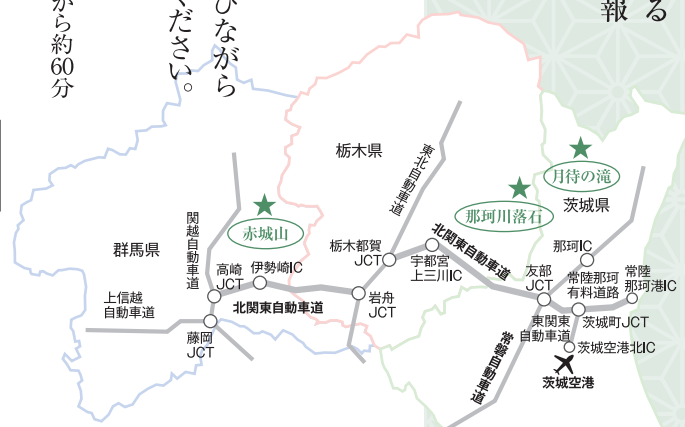 る
報
ひながら
ください。
から約60分
栃木県
東北自動車道
月待の滝
茨城県
那珂川落石
赤城山
群馬県
関越自動車道
高崎
JCT
伊勢崎IC
栃木都賀
JCT
宇都宮
上三川IC
北関東自動車道
那珂IC
友部
JCT
常陸那珂
有料道路
常陸
那珂港IC
上信越
自動車道
北関東自動車道
岩舟
JCT
藤岡
JCT
東関東
自動車道
茨城町JCT
茨城空港北IC
常磐自動車道
茨城空港